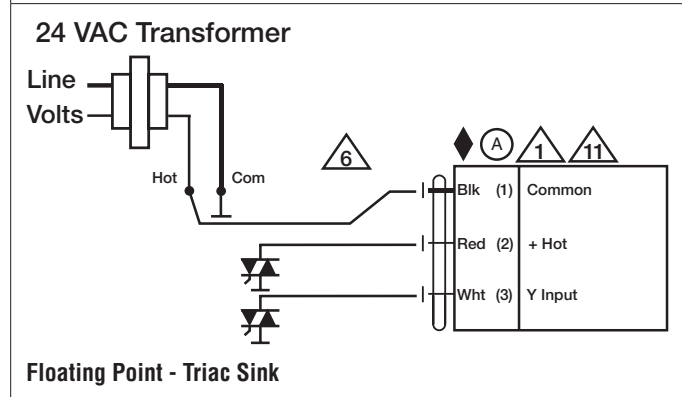 24 VAC Transformer
Line
Volts
Hot
Com
6
A
1
11
Blk (1) Common
Red (2) + Hot
Wht (3) Y Input
Floating Point - Triac Sink